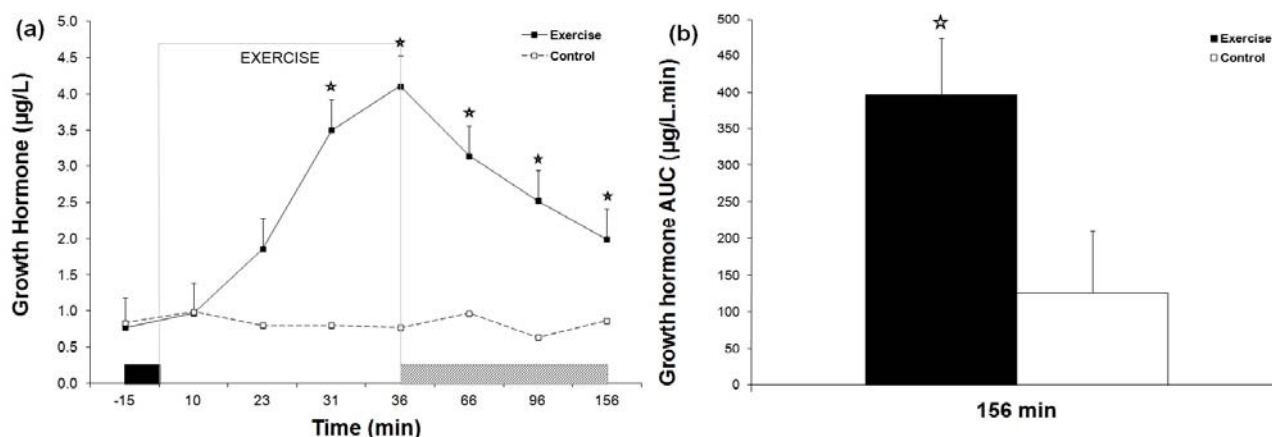 (a)
Growth Hormone (µg/L)
5.0
4.5
4.0
3.5
3.0
2.5
2.0
1.5
1.0
0.5
0.0
EXERCISE
Exercise
Control
-15 10 23 31 36 66 96 156
Time (min)
(b)
Growth hormone AUC (µg/L.min)
500
450
400
350
300
250
200
150
100
50
0
Exercise
Control
156 min